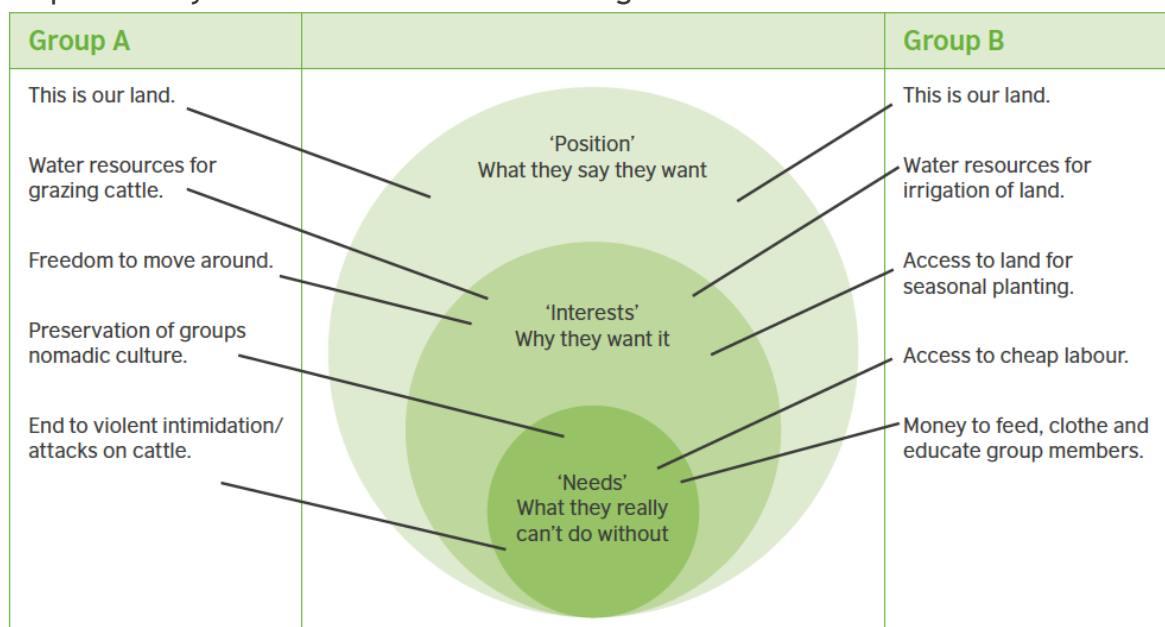 Group A
Group B
This is our land.
Water resources for
grazing cattle.
Freedom to move around.
Preservation of groups
nomadic culture.
End to violent intimidation/
attacks on cattle.
'Position'
What they say they want
'Interests'
Why they want it
'Needs'
What they really
can't do without
This is our land.
Water resources for
irrigation of land.
Access to land for
seasonal planting.
Access to cheap labour.
Money to feed, clothe and
educate group members.